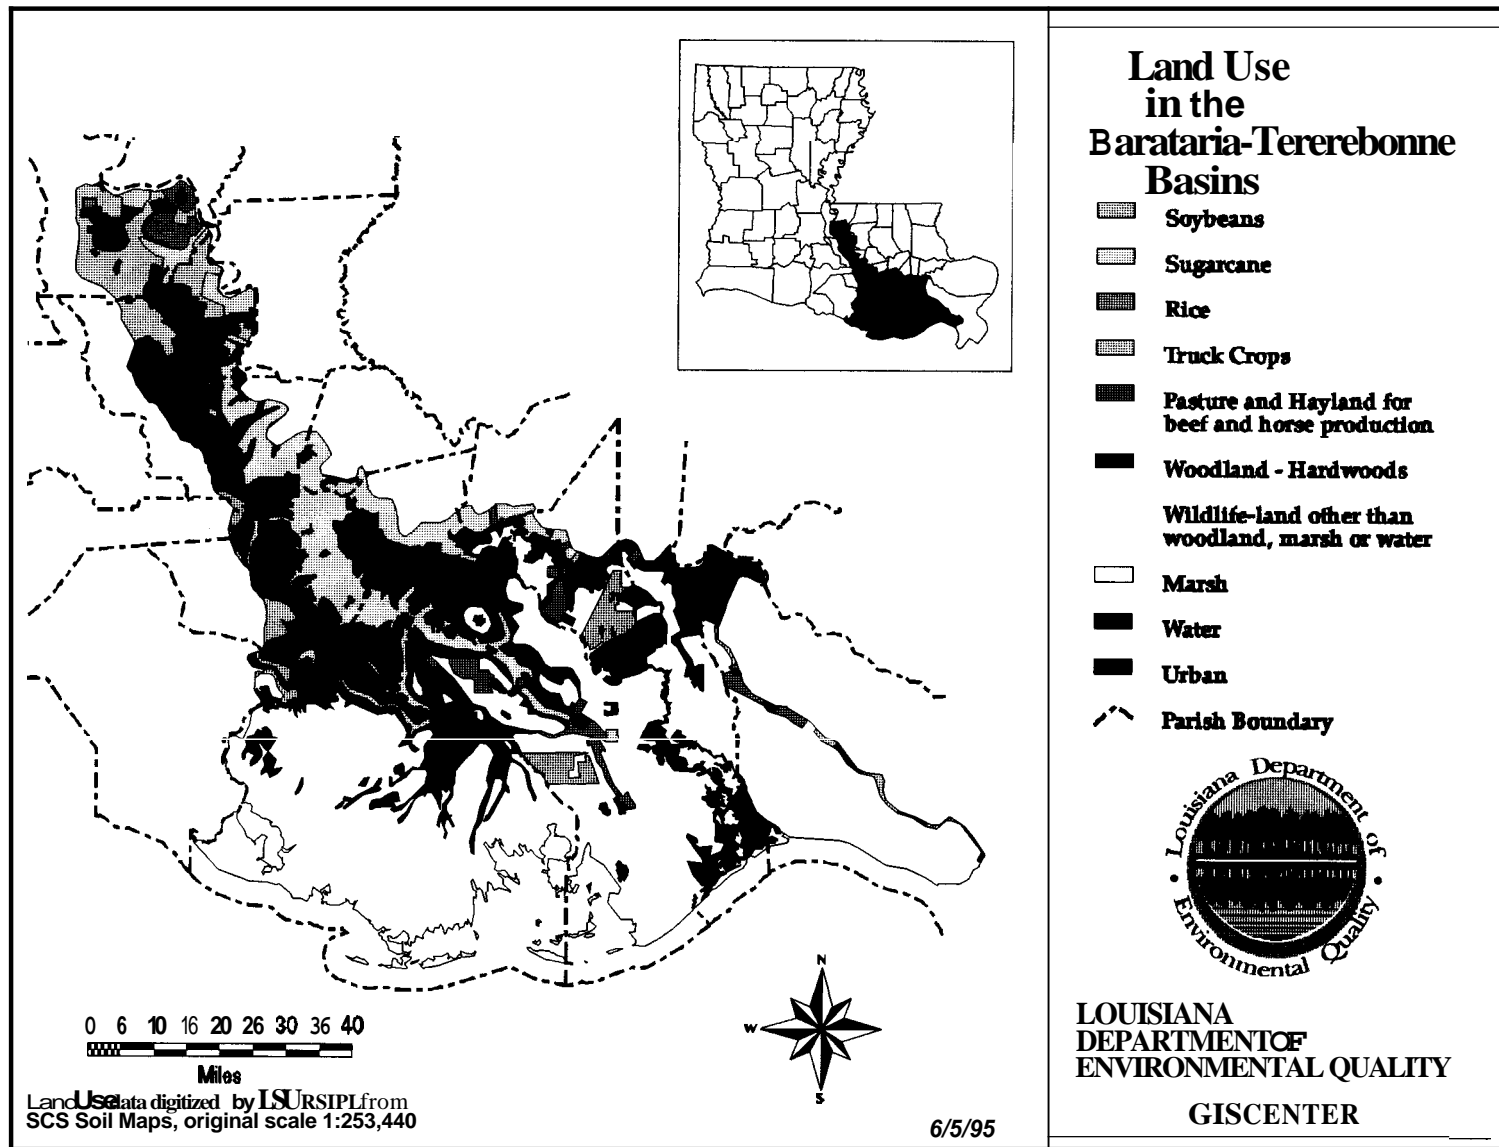 Land Use
in the
Barataria-Tererebonne
Basins
Soybeans
Sugarcane
Rice
Truck Crops
Pasture and Hayland for
beef and horse production
Woodland - Hardwoods
Wildlife-land other than
woodland, marsh or water
Marsh
Water
Urban
Parish Boundary
Louisiana Department of
• Environmental Quality •
LOUISIANA
DEPARTMENTOF
ENVIRONMENTAL QUALITY
GISCENTER
N
W
S
0 6 10 16 20 26 30 36 40
Miles
LandUsedata digitized by LSURSIPLfrom
SCS Soil Maps, original scale 1:253,440
6/5/95